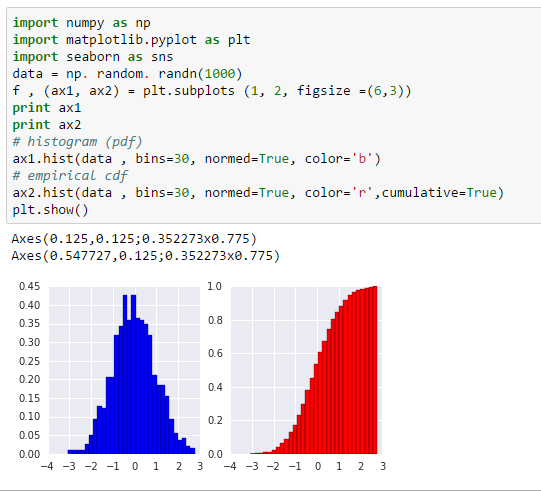 import numpy as np
import matplotlib.pyplot as plt
import seaborn as sns
data = np. random. randn(1000)
f , (ax1, ax2) = plt.subplots (1, 2, figsize =(6,3))
print ax1
print ax2
# histogram (pdf)
ax1.hist(data , bins=30, normed=True, color='b')
# empirical cdf
ax2.hist(data , bins=30, normed=True, color='r',cumulative=True)
plt.show()
Axes(0.125,0.125;0.352273x0.775)
Axes(0.547727,0.125;0.352273x0.775)
0.45
0.40
0.35
0.30
0.25
0.20
0.15
0.10
0.05
0.00
−4 −3 −2 −1 0 1 2 3
1.0
0.8
0.6
0.4
0.2
0.0
−4 −3 −2 −1 0 1 2 3